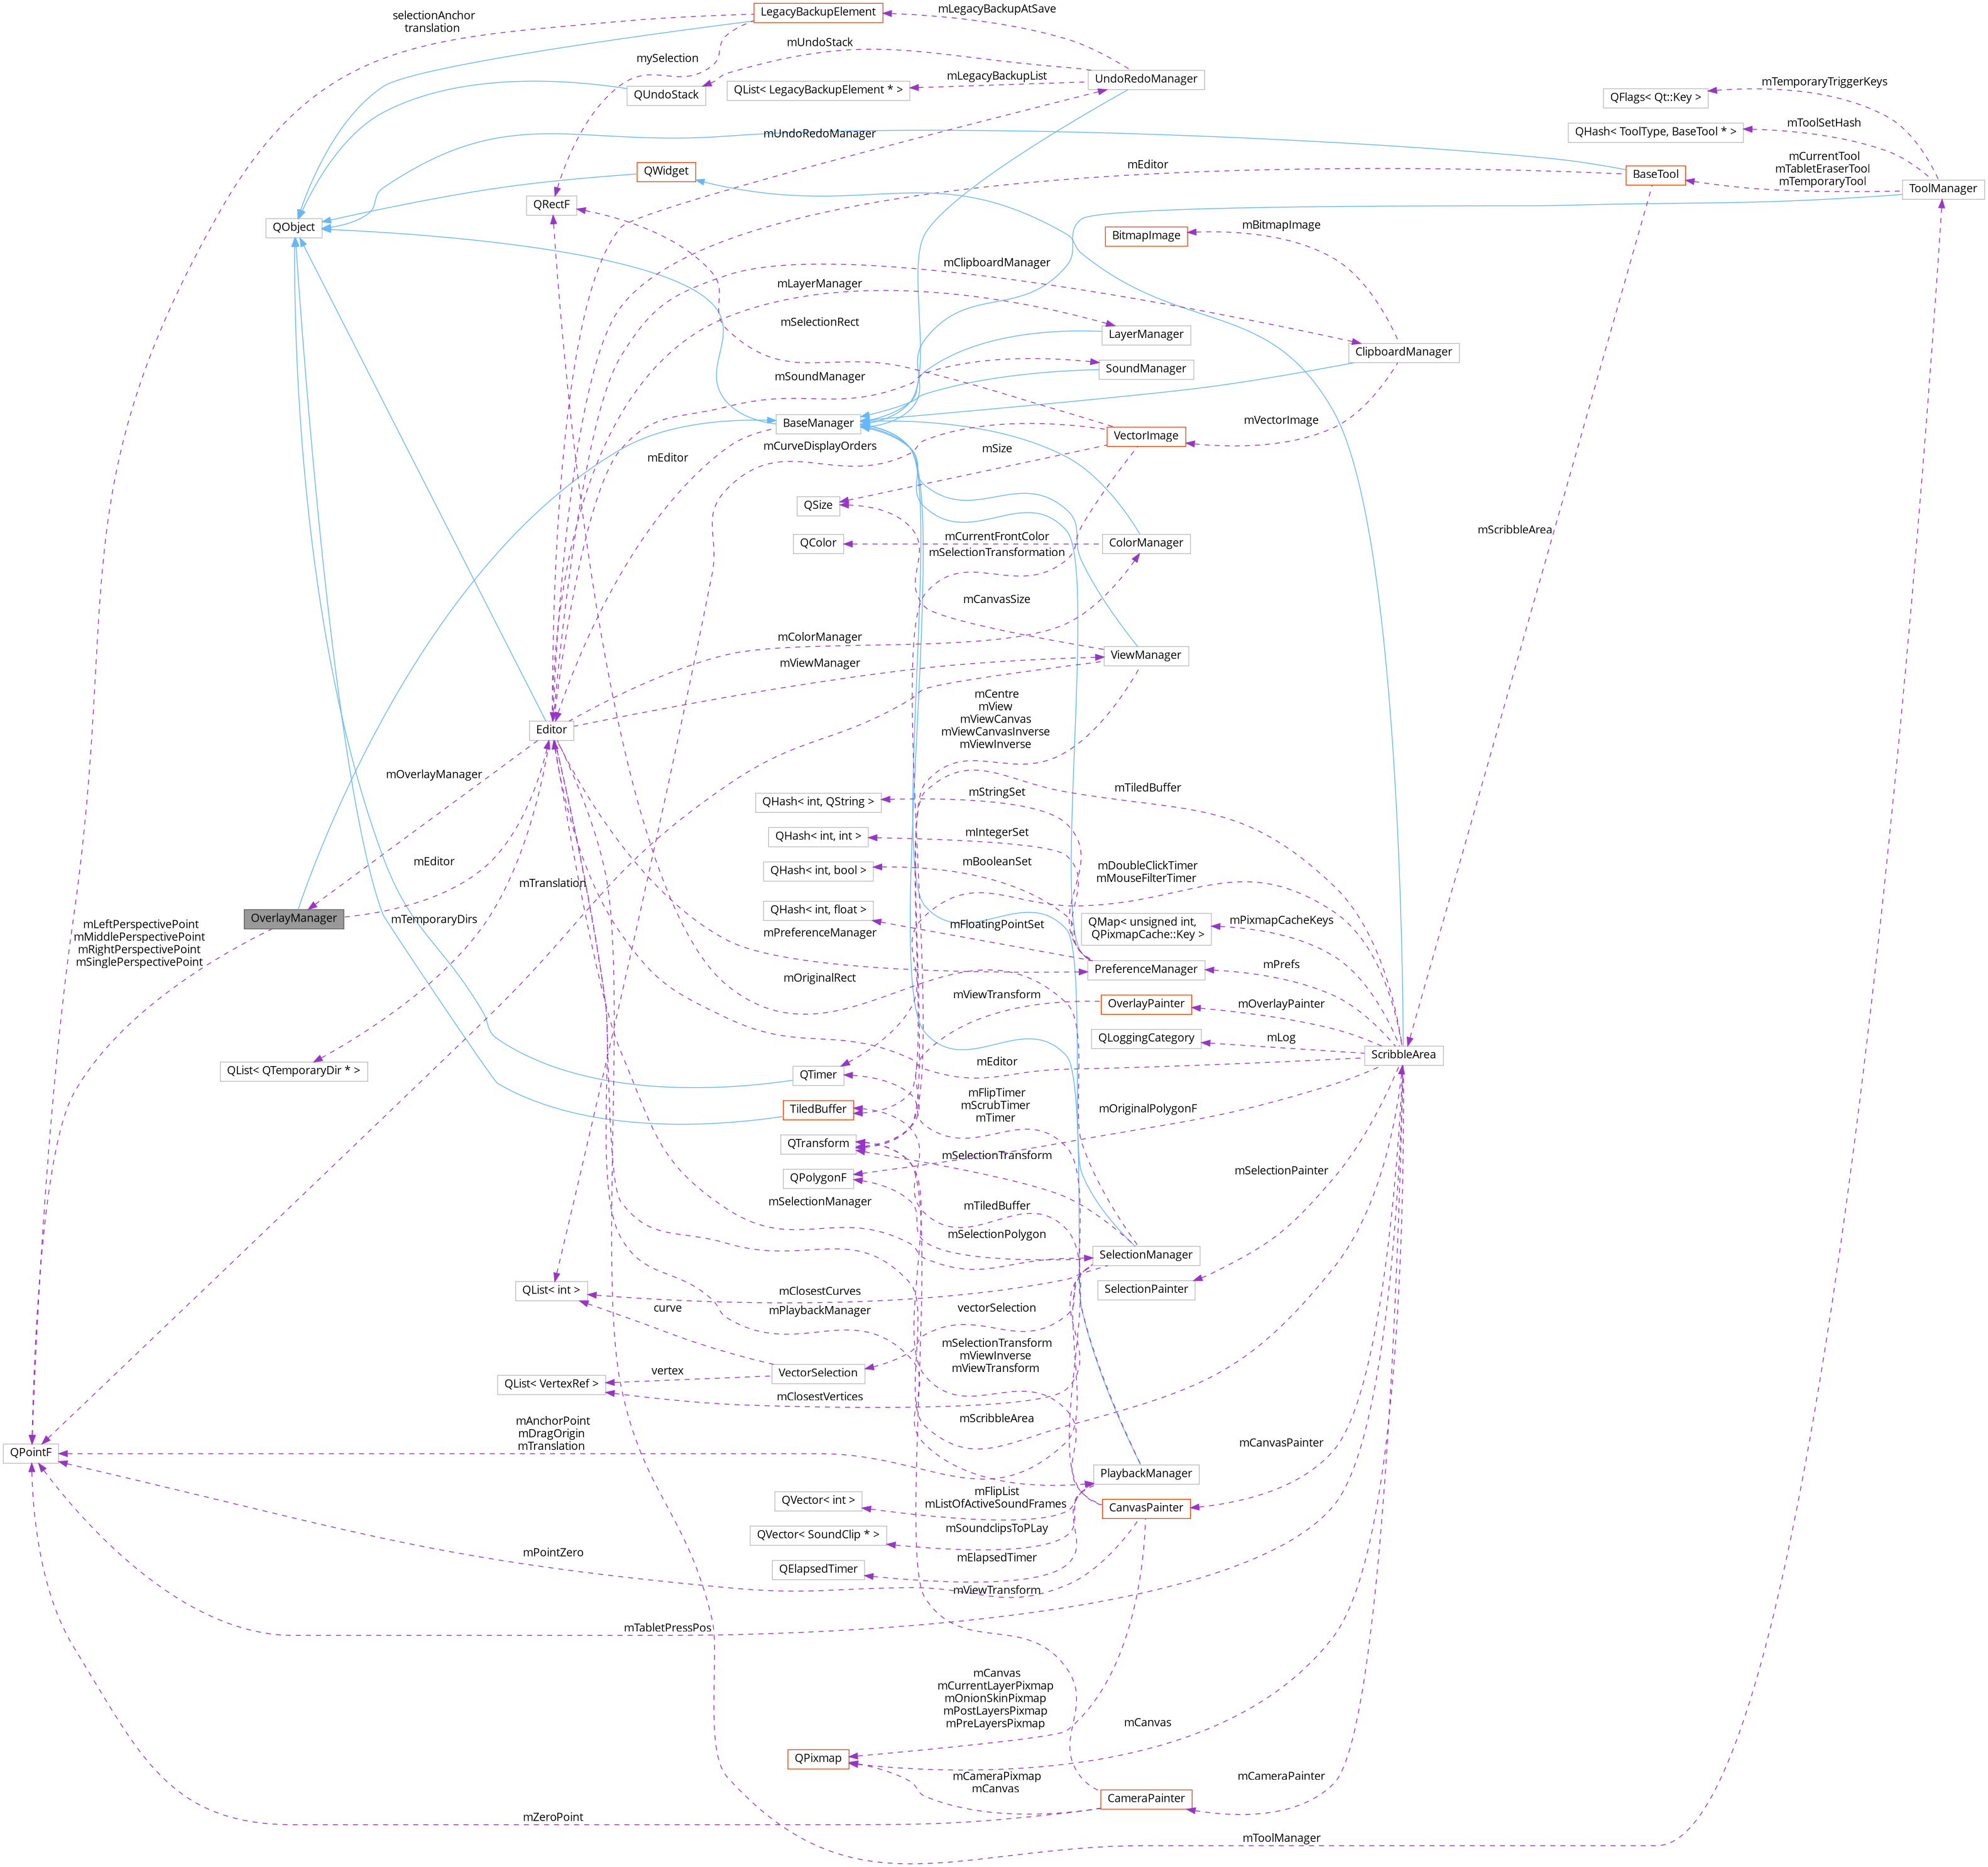 selectionAnchor
translation
LegacyBackupElement
mLegacyBackupAtSave
mUndoStack
mySelection
mLegacyBackupList
UndoRedoManager
QList< LegacyBackupElement * >
QUndoStack
mTemporaryTriggerKeys
QFlags< Qt::Key >
mToolSetHash
QHash< ToolType, BaseTool * >
mUndoRedoManager
mEditor
mCurrentTool
mTabletEraserTool
mTemporaryTool
QWidget
BaseTool
ToolManager
QRectF
QObject
mBitmapImage
BitmapImage
mClipboardManager
mLayerManager
mSelectionRect
LayerManager
ClipboardManager
mSoundManager
SoundManager
BaseManager
mVectorImage
VectorImage
mCurveDisplayOrders
mSize
mEditor
QSize
mScribbleArea
mCurrentFrontColor
QColor
ColorManager
mSelectionTransformation
mCanvasSize
mColorManager
mViewManager
ViewManager
mCentre
mView
mViewCanvas
mViewCanvasInverse
mViewInverse
Editor
mOverlayManager
mStringSet
mTiledBuffer
QHash< int, QString >
mIntegerSet
QHash< int, int >
mEditor
mBooleanSet
mDoubleClickTimer
mMouseFilterTimer
QHash< int, bool >
mTranslation
OverlayManager
mTemporaryDirs
QHash< int, float >
mFloatingPointSet
mPreferenceManager
QMap< unsigned int,
QPixmapCache::Key >
mPixmapCacheKeys
mLeftPerspectivePoint
mMiddlePerspectivePoint
mRightPerspectivePoint
mSinglePerspectivePoint
mOriginalRect
PreferenceManager
mPrefs
mViewTransform
OverlayPainter
mOverlayPainter
QLoggingCategory
mLog
ScribbleArea
QList< QTemporaryDir * >
QTimer
mEditor
mFlipTimer
mScrubTimer
mTimer
TiledBuffer
mOriginalPolygonF
QTransform
mSelectionTransform
QPolygonF
mSelectionPainter
mSelectionManager
mTiledBuffer
mSelectionPolygon
SelectionManager
QList< int >
mClosestCurves
SelectionPainter
curve
mPlaybackManager
vectorSelection
mSelectionTransform
mViewInverse
mViewTransform
vertex
VectorSelection
QList< VertexRef >
mClosestVertices
mAnchorPoint
mDragOrigin
mTranslation
mScribbleArea
mCanvasPainter
QPointF
PlaybackManager
mFlipList
mListOfActiveSoundFrames
QVector< int >
CanvasPainter
mSoundclipsToPLay
QVector< SoundClip * >
mPointZero
mElapsedTimer
QElapsedTimer
mViewTransform
mTabletPressPos
mCanvas
mCurrentLayerPixmap
mOnionSkinPixmap
mPostLayersPixmap
mPreLayersPixmap
mCanvas
QPixmap
mCameraPixmap
mCanvas
mCameraPainter
CameraPainter
mZeroPoint
mToolManager